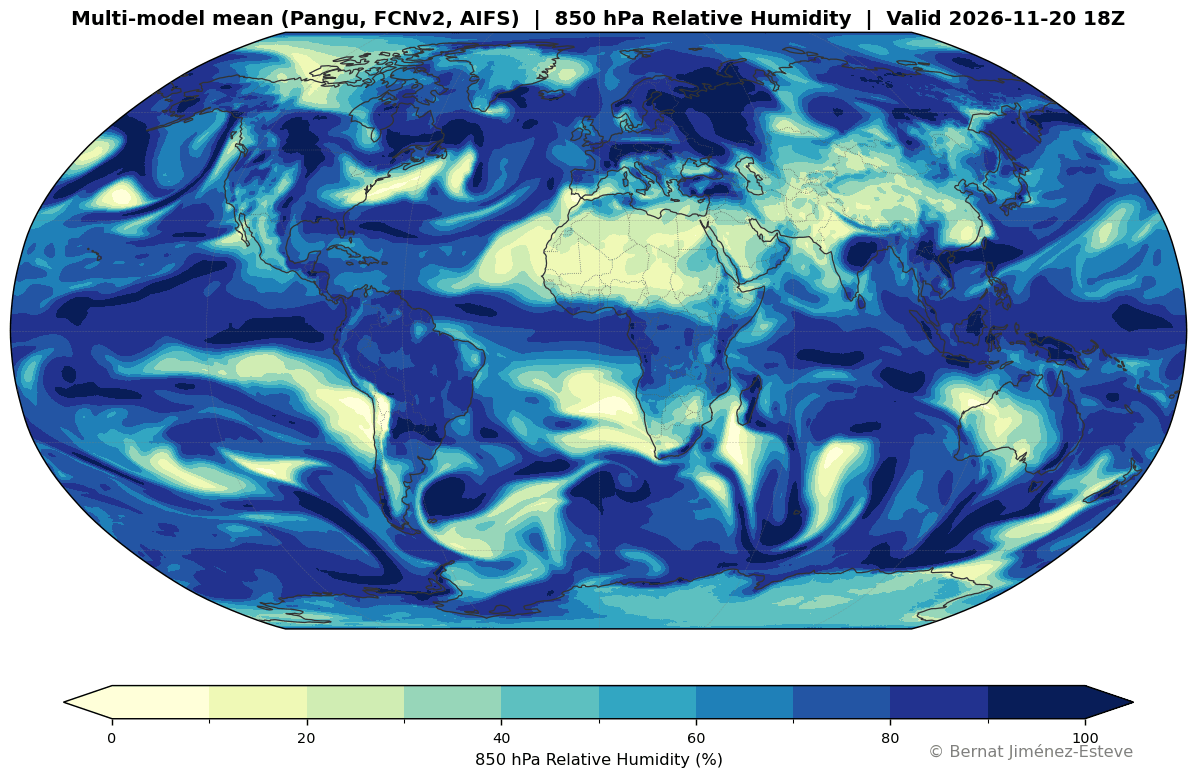 Multi-model mean (Pangu, FCNv2, AIFS) | 850 hPa Relative Humidity | Valid 2026-11-20 18Z
0 20 40 60 80 100
850 hPa Relative Humidity (%)
© Bernat Jiménez-Esteve